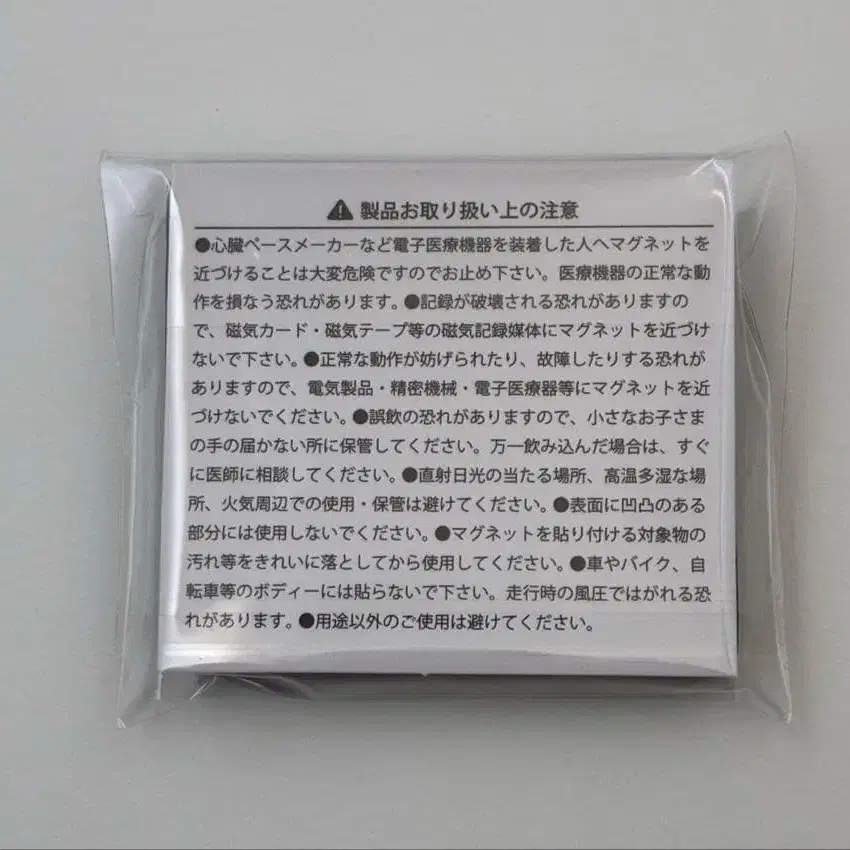 ⚠ 製品お取り扱い上の注意
●心臓ペースメーカーなど電子医療機器を装着した人へマグネットを
近づけることは大変危険ですのでお止め下さい。医療機器の正常な動
作を損なう恐れがあります。●記録が破壊される恐れがありますの
で、磁気カード・磁気テープ等の磁気記録媒体にマグネットを近づけ
ないで下さい。●正常な動作が妨げられたり、故障したりする恐れが
ありますので、電気製品・精密機械・電子医療器等にマグネットを近
づけないでください。●誤飲の恐れがありますので、小さなお子さま
の手の届かない所に保管してください。万一飲み込んだ場合は、すぐ
に医師に相談してください。●直射日光の当たる場所、高温多湿な場
所、火気周辺での使用・保管は避けてください。●表面に凹凸のある
部分には使用しないでください。●マグネットを貼り付ける対象物の
汚れ等をきれいに落としてから使用してください。●車やバイク、自
転車等のボディーには貼らないで下さい。走行時の風圧ではがれる恐
れがあります。●用途以外のご使用は避けてください。